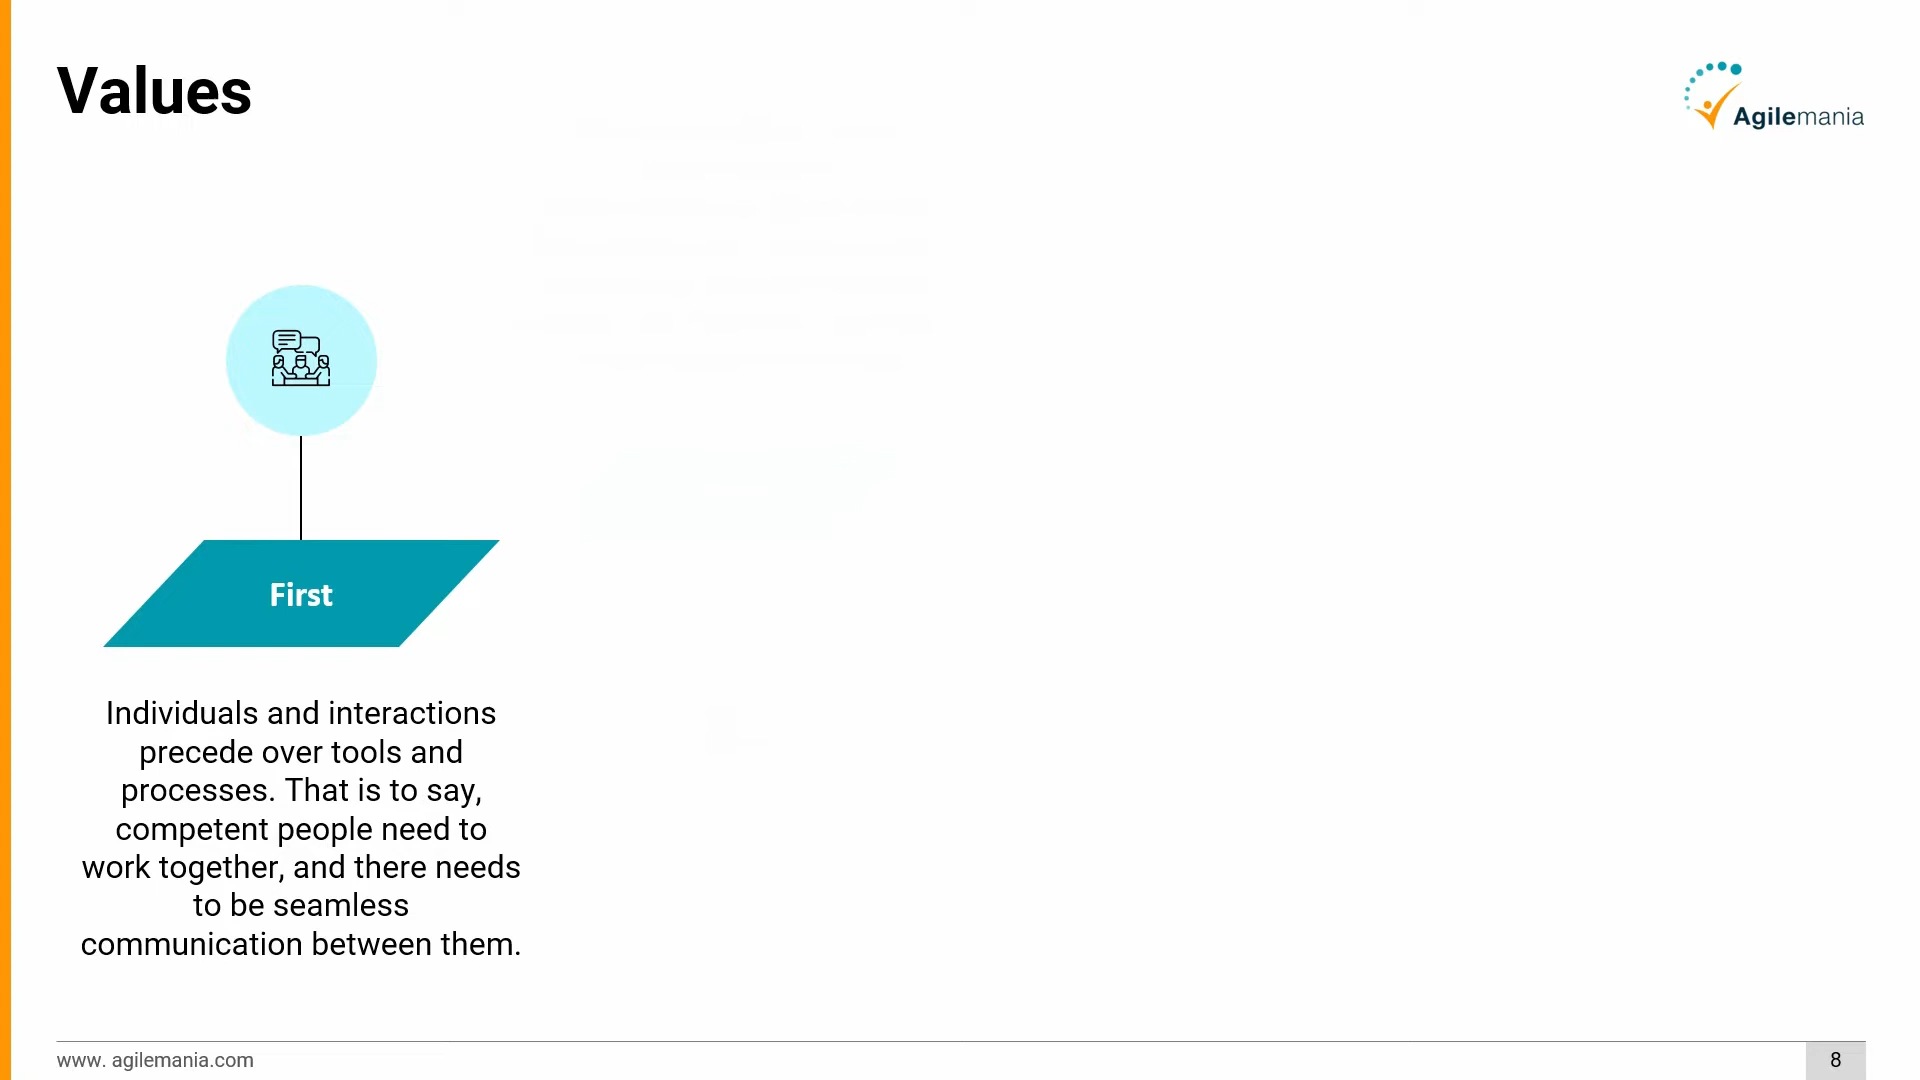 Values
Agilemania
First
Individuals and interactions
precede over tools and
processes. That is to say,
competent people need to
work together, and there needs
to be seamless
communication between them.
www. agilemania.com
8